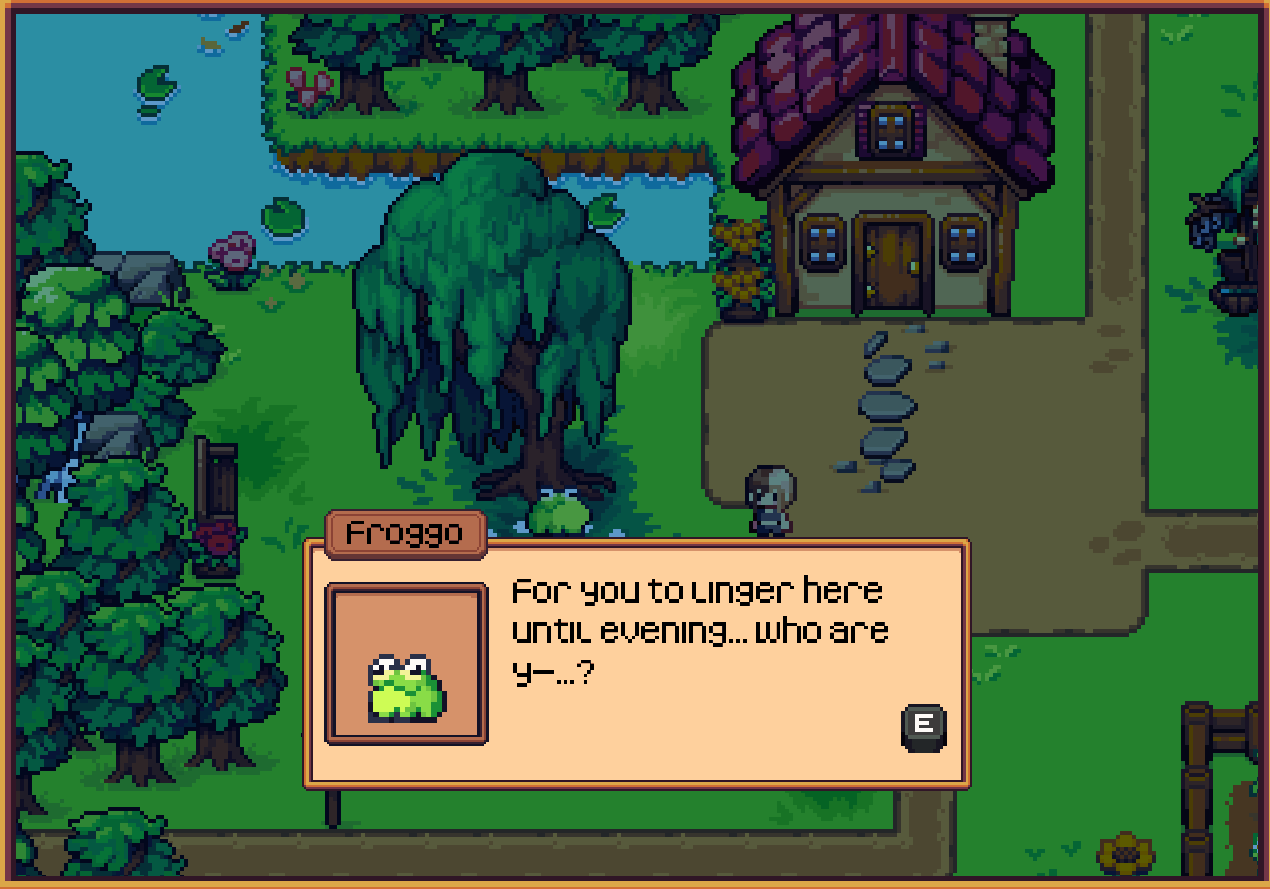 Froggo
For you to linger here
until evening... who are
y—...?
E